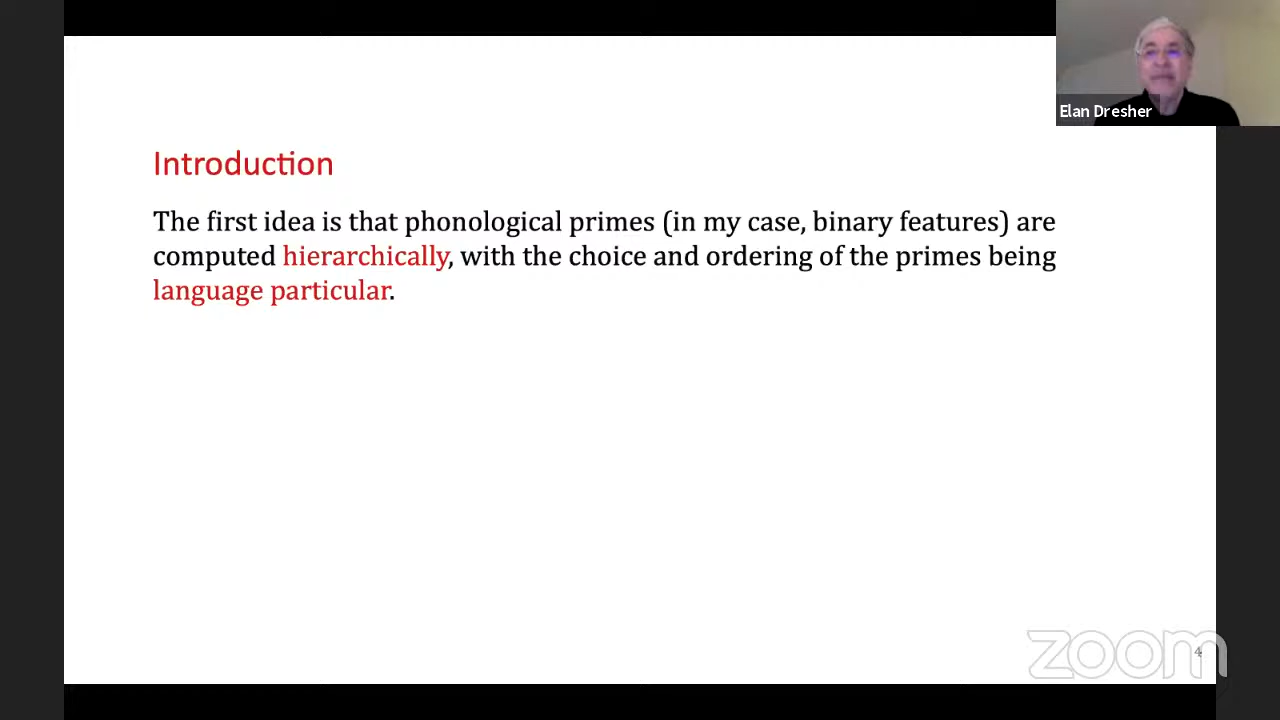 Elan Dresher
Introduction
The first idea is that phonological primes (in my case, binary features) are
computed hierarchically, with the choice and ordering of the primes being
language particular.
zoom
4